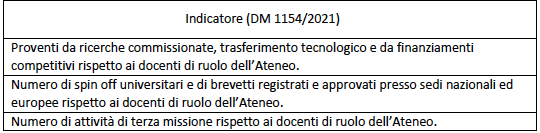 Indicatore (DM 1154/2021)
Proventi da ricerche commissionate, trasferimento tecnologico e da finanziamenti
competitivi rispetto ai docenti di ruolo dell'Ateneo.
Numero di spin off universitari e di brevetti registrati e approvati presso sedi nazionali ed
europee rispetto ai docenti di ruolo dell'Ateneo.
Numero di attività di terza missione rispetto ai docenti di ruolo dell'Ateneo.